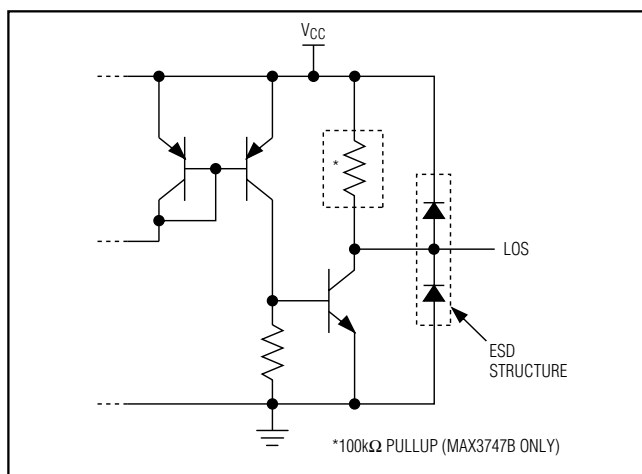 VCC
*
LOS
ESD
STRUCTURE
*100kΩ PULLUP (MAX3747B ONLY)